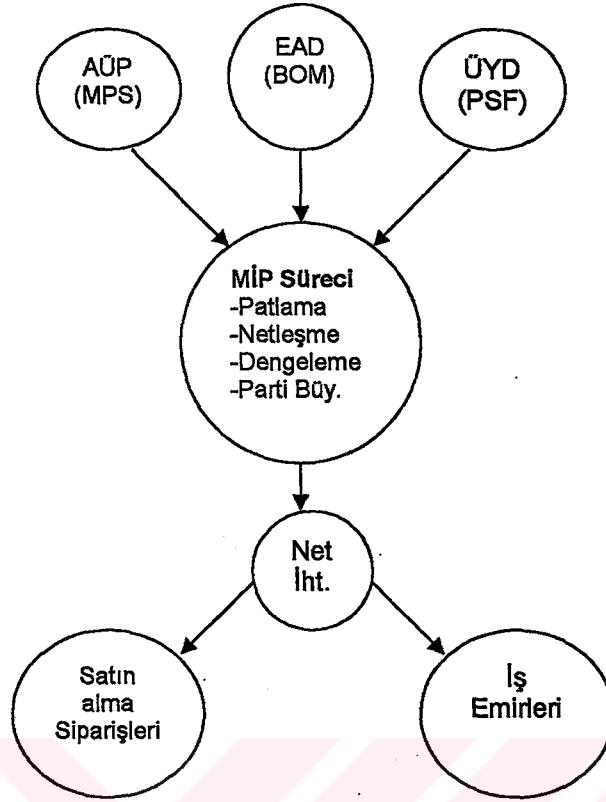 AÜP
(MPS)
EAD
(BOM)
ÜYD
(PSF)
MİP Süreci
-Patlama
-Netleşme
-Dengeleme
-Parti Büy.
Net
İht.
Satın
alma
Siparişleri
İş
Emirleri